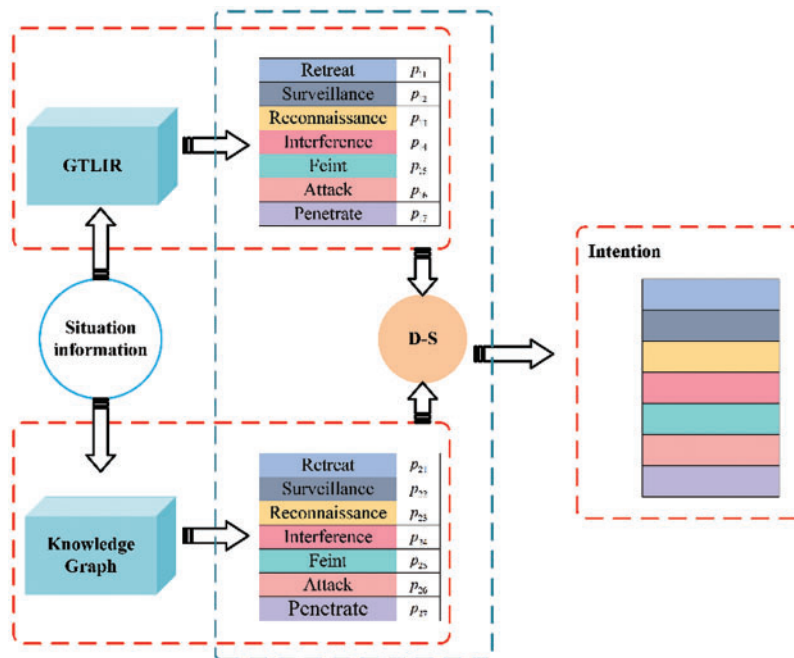 GTLIR
Retreat p₁₁
Surveillance p₁₂
Reconnaissance p₁₃
Interference p₁₄
Feint p₁₅
Attack p₁₆
Penetrate p₁₇
Situation
information
D-S
Intention
Knowledge
Graph
Retreat p₂₁
Surveillance p₂₂
Reconnaissance p₂₃
Interference p₂₄
Feint p₂₅
Attack p₂₆
Penetrate p₂₇